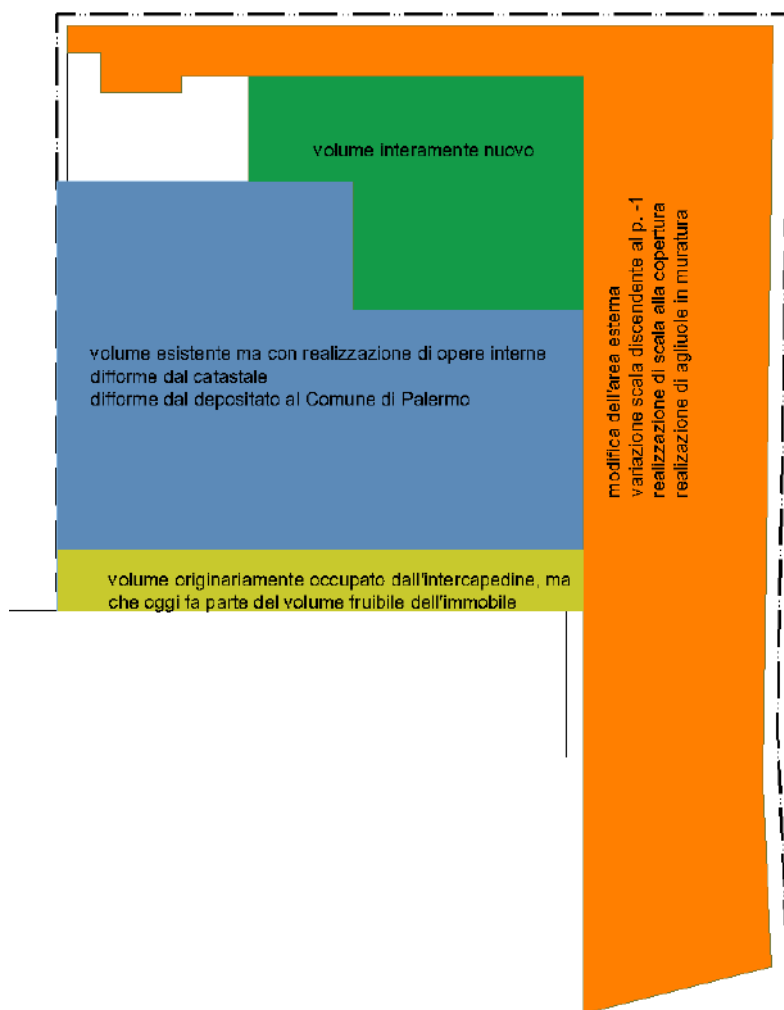 volume interamente nuovo
volume esistente ma con realizzazione di opere interne
difforme dal catastale
difforme dal depositato al Comune di Palermo
volume originariamente occupato dall'intercapedine, ma
che oggi fa parte del volume fruibile dell'immobile
modifica dell'area esterna
variazione scala discendente al p. -1
realizzazione di scala alla copertura
realizazione di agliuole in muratura